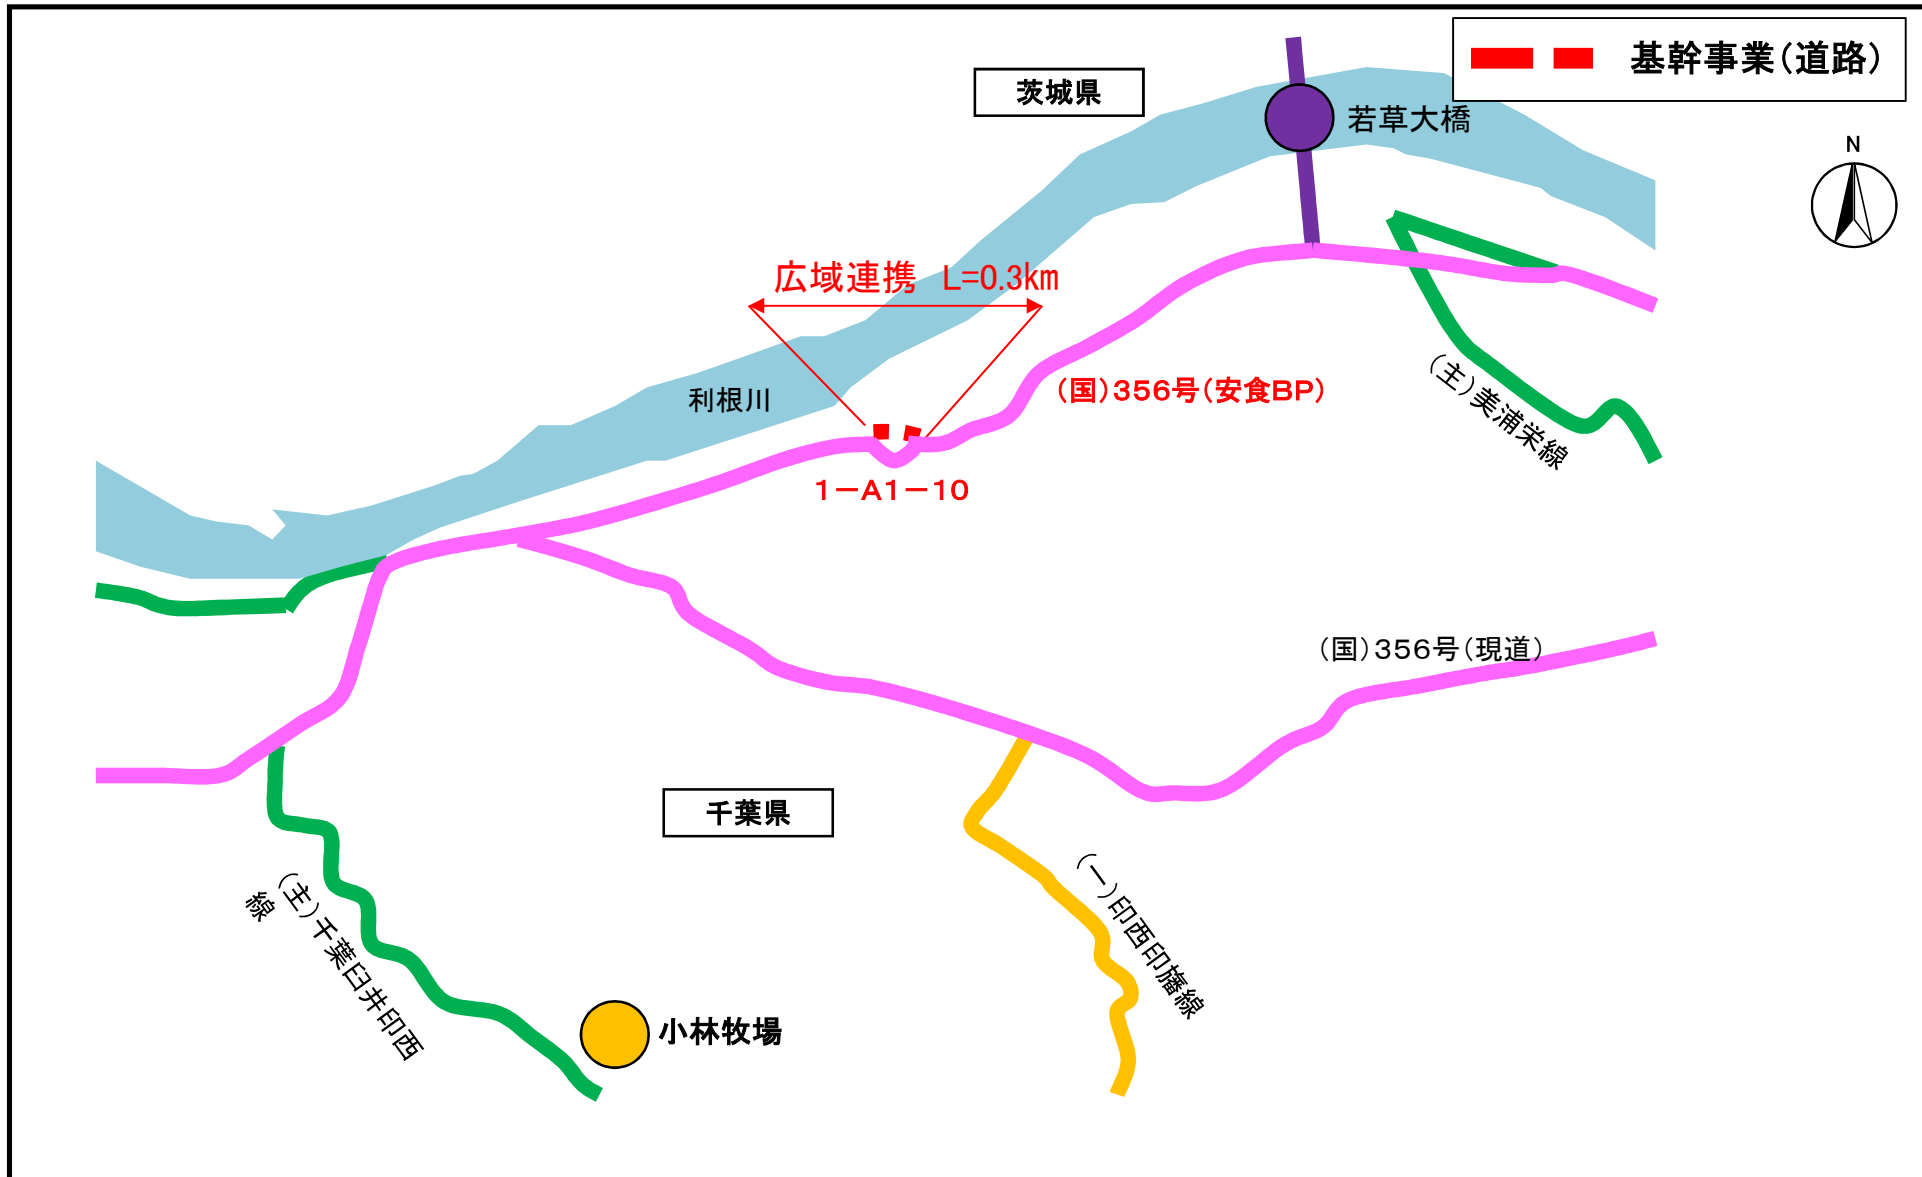 基幹事業（道路）
茨城県
若草大橋
N
広域連携　L=0.3km
利根川
（国）３５６号（安食ＢＰ）
（主）美浦栄線
１－Ａ１－１０
（国）３５６号（現道）
千葉県
（主）千葉臼井印西
線
（一）印西印旛線
小林牧場